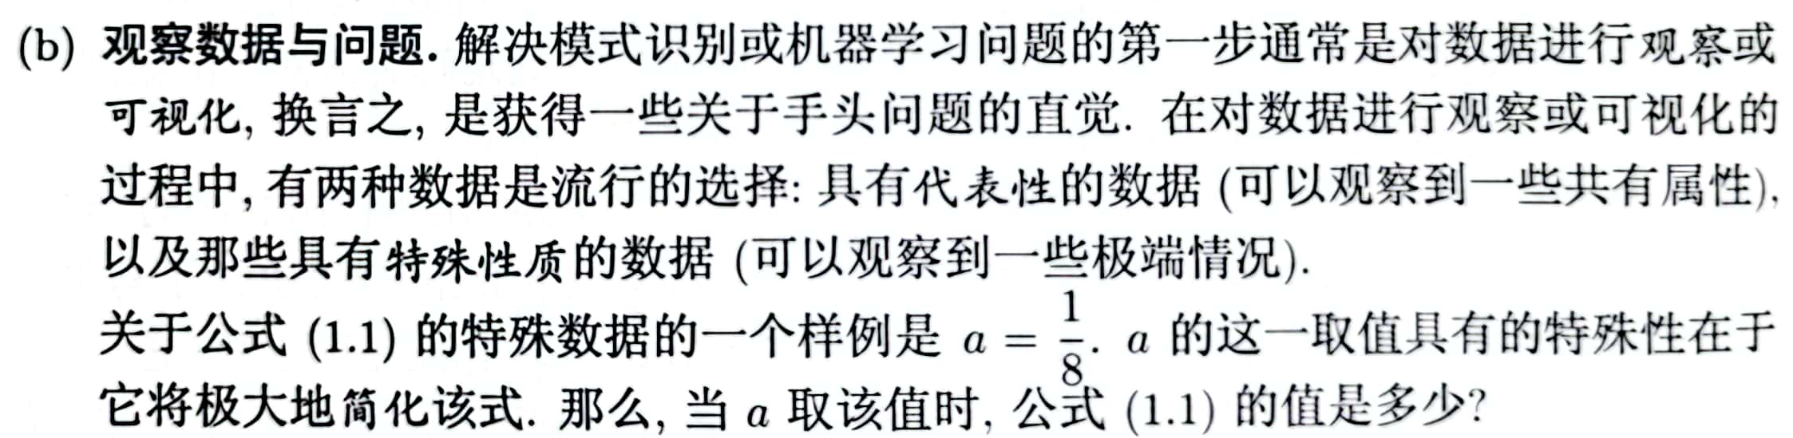 (b) 观察数据与问题. 解决模式识别或机器学习问题的第一步通常是对数据进行观察或
可视化, 换言之, 是获得一些关于手头问题的直觉. 在对数据进行观察或可视化的
过程中, 有两种数据是流行的选择: 具有代表性的数据 (可以观察到一些共有属性),
以及那些具有特殊性质的数据 (可以观察到一些极端情况).
关于公式 (1.1) 的特殊数据的一个样例是 a = 1/8. a 的这一取值具有的特殊性在于
它将极大地简化该式. 那么, 当 a 取该值时, 公式 (1.1) 的值是多少?